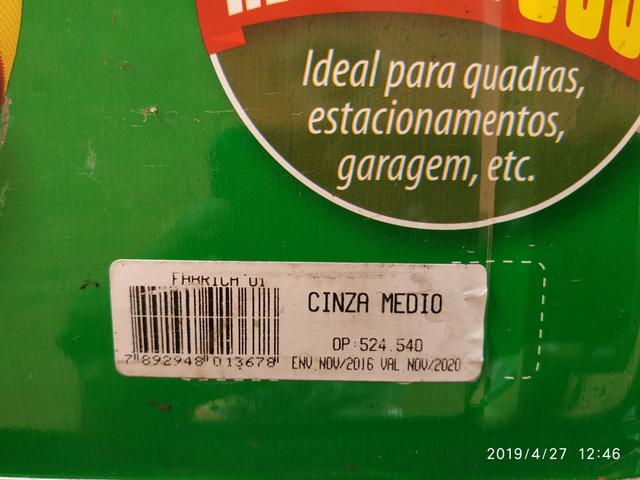 Ideal para quadras,
estacionamentos,
garagem, etc.
FABRICA 01
CINZA MEDIO
OP:524.540
7 892948 013678
ENV NOV/2016 VAL NOV/2020
2019/4/27 12:46